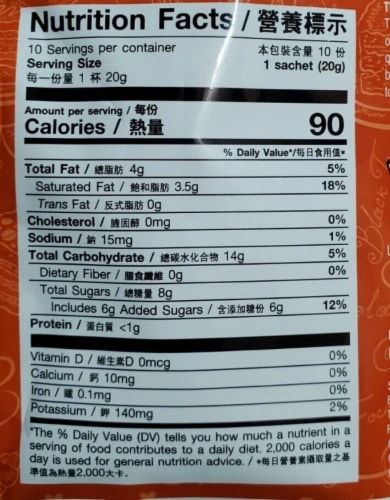 Nutrition Facts / 營養標示
10 Servings per container 本包裝含量 10 份
Serving Size 1 sachet (20g)
每一份量 1 杯 20g
Amount per serving / 每份
Calories / 熱量 90
% Daily Value*/每日食用值*
Total Fat / 總脂肪 4g 5%
Saturated Fat / 飽和脂肪 3.5g 18%
Trans Fat / 反式脂肪 0g
Cholesterol / 膽固醇 0mg 0%
Sodium / 鈉 15mg 1%
Total Carbohydrate / 總碳水化合物 14g 5%
Dietary Fiber / 膳食纖維 0g 0%
Total Sugars / 總糖量 8g
Includes 6g Added Sugars / 含添加糖份 6g 12%
Protein / 蛋白質 <1g
Vitamin D / 維生素D 0mcg 0%
Calcium / 鈣 10mg 0%
Iron / 鐵 0.1mg 0%
Potassium / 鉀 140mg 2%
*The % Daily Value (DV) tells you how much a nutrient in a
serving of food contributes to a daily diet. 2,000 calories a
day is used for general nutrition advice. / *每日營養素攝取量之基
準值為熱量2,000大卡.